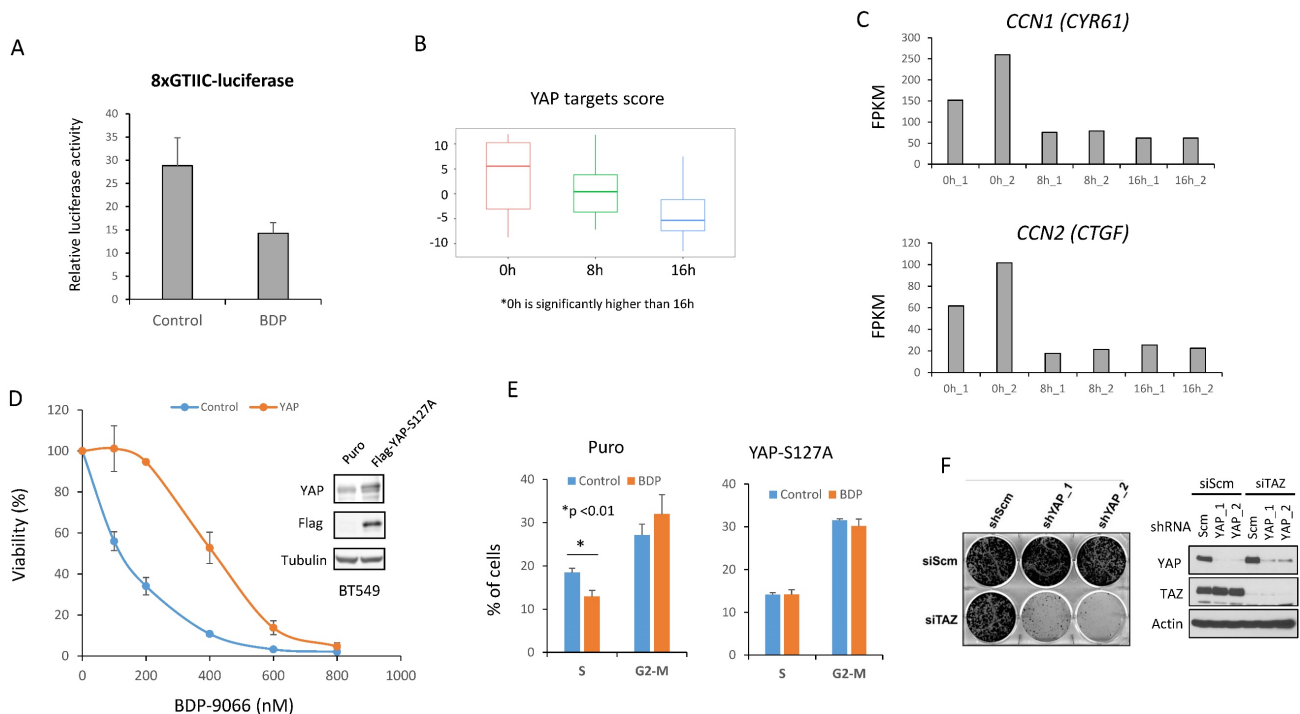 A
8xGTIIC-luciferase
Relative luciferase activity
40
35
30
25
20
15
10
5
0
Control
BDP
B
YAP targets score
10
5
0
-5
-10
0h
8h
16h
*0h is significantly higher than 16h
C
CCN1 (CYR61)
FPKM
300
250
200
150
100
50
0
0h_1
0h_2
8h_1
8h_2
16h_1
16h_2
CCN2 (CTGF)
FPKM
120
100
80
60
40
20
0
0h_1
0h_2
8h_1
8h_2
16h_1
16h_2
D
Control
YAP
Viability (%)
120
100
80
60
40
20
0
0
200
400
600
800
1000
BDP-9066 (nM)
Puro
Flag-YAP-S127A
YAP
Flag
Tubulin
BT549
E
Puro
% of cells
40
30
20
10
0
Control
BDP
*p <0.01
*
S
G2-M
YAP-S127A
40
30
20
10
0
Control
BDP
S
G2-M
F
shScm
shYAP_1
shYAP_2
siScm
siTAZ
siScm
siTAZ
shRNA
Scm
YAP_1
YAP_2
Scm
YAP_1
YAP_2
YAP
TAZ
Actin